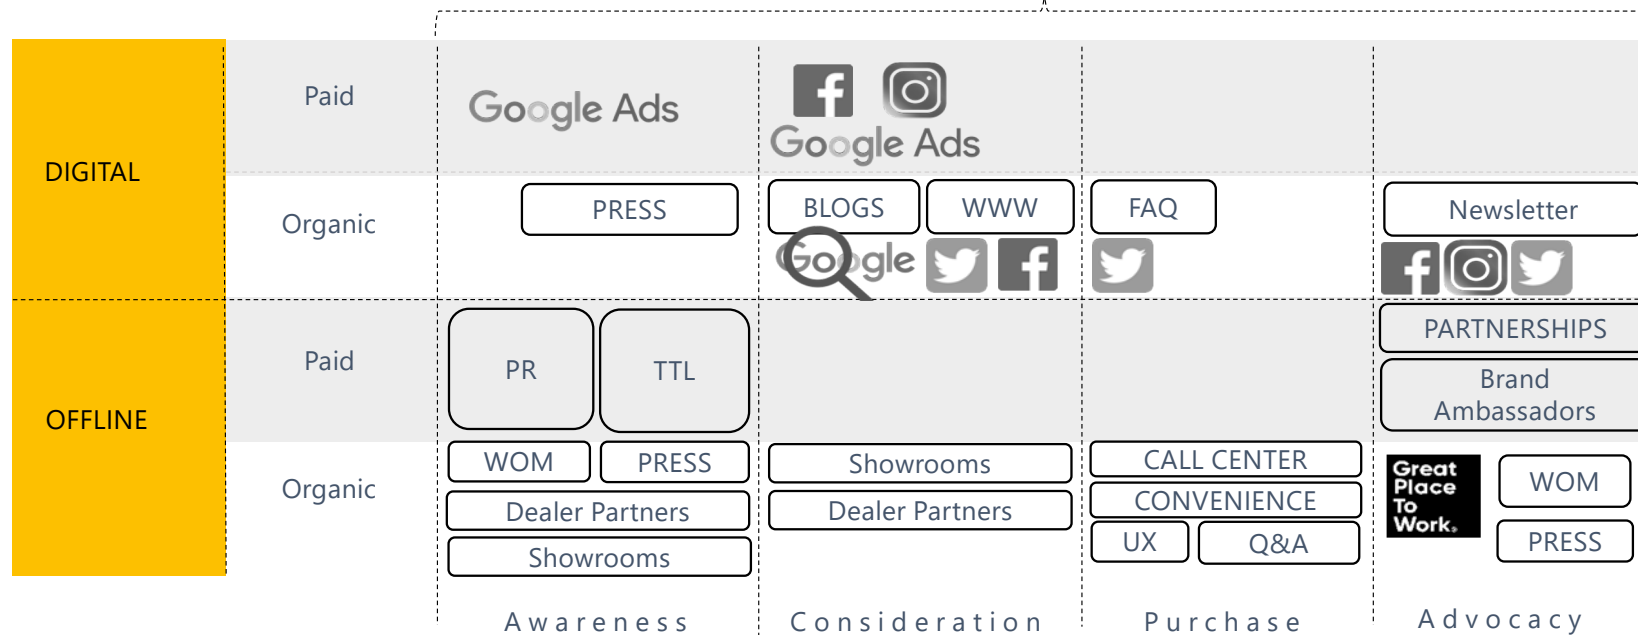 Paid
Google Ads
Google Ads
DIGITAL
Organic
PRESS
BLOGS
WWW
FAQ
Newsletter
Google
Paid
PR
TTL
PARTNERSHIPS
Brand
Ambassadors
OFFLINE
Organic
WOM
PRESS
Dealer Partners
Showrooms
Showrooms
Dealer Partners
CALL CENTER
CONVENIENCE
UX
Q&A
Great
Place
To
Work.
WOM
PRESS
Awareness
Consideration
Purchase
Advocacy